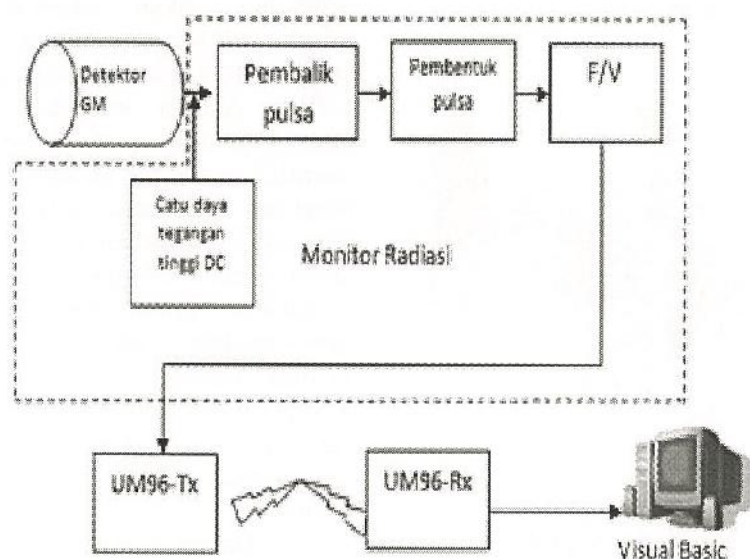 Detektor
GM
Pembalik
pulsa
Pembentuk
pulsa
F/V
Catu daya
tegangan
tinggi DC
Monitor Radiasi
UM96-Tx
UM96-Rx
Visual Basic